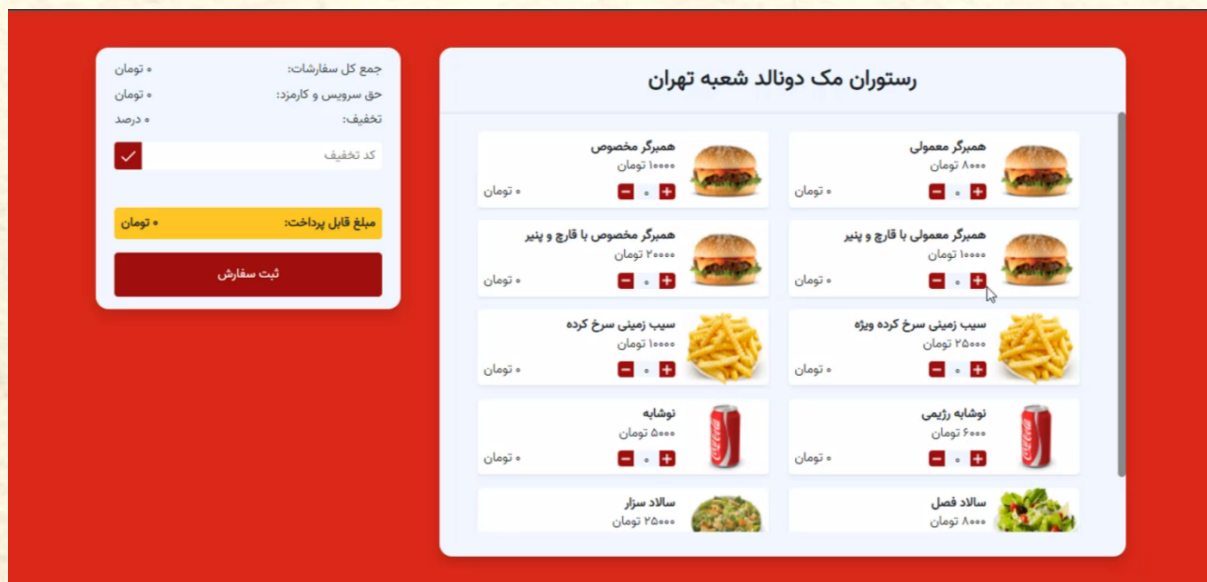 رستوران مک دونالد شعبه تهران
همبرگر معمولی
۸۰۰۰ تومان
۰ تومان
۰
همبرگر مخصوص
۱۰۰۰۰ تومان
۰ تومان
۰
همبرگر معمولی با قارچ و پنیر
۱۰۰۰۰ تومان
۰ تومان
۰
همبرگر مخصوص با قارچ و پنیر
۲۰۰۰۰ تومان
۰ تومان
۰
سیب زمینی سرخ کرده ویژه
۲۵۰۰۰ تومان
۰ تومان
۰
سیب زمینی سرخ کرده
۱۰۰۰۰ تومان
۰ تومان
۰
نوشابه رژیمی
۶۰۰۰ تومان
۰ تومان
۰
نوشابه
۵۰۰۰ تومان
۰ تومان
۰
سالاد فصل
۸۰۰۰ تومان
سالاد سزار
۲۵۰۰۰ تومان
جمع کل سفارشات: ۰ تومان
حق سرویس و کارمزد: ۰ تومان
تخفیف: ۰ درصد
کد تخفیف
مبلغ قابل پرداخت: ۰ تومان
ثبت سفارش